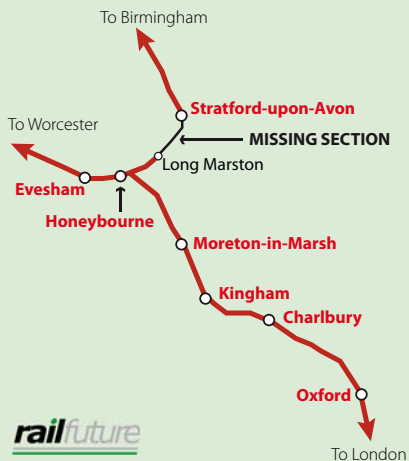 To Birmingham
Stratford-upon-Avon
To Worcester
MISSING SECTION
Long Marston
Evesham
Honeybourne
Moreton-in-Marsh
Kingham
Charlbury
Oxford
railfuture
To London